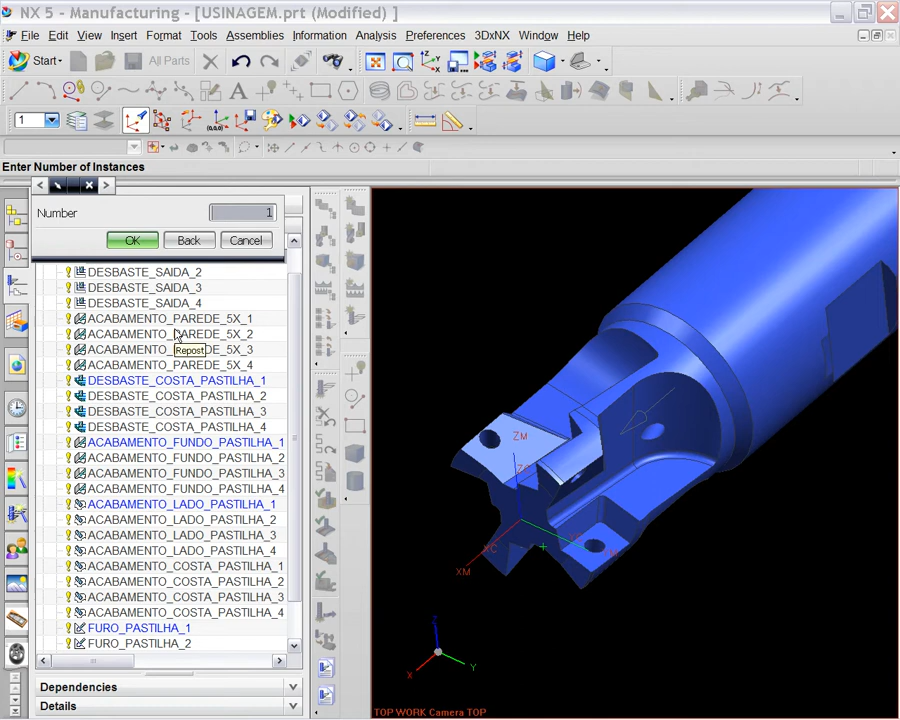 NX 5 - Manufacturing - [USINAGEM.prt (Modified) ]
File Edit View Insert Format Tools Assemblies Information Analysis Preferences 3DxNX Window Help
Start All Parts
1
Enter Number of Instances
Number 1
OK Back Cancel
DESBASTE_SAIDA_2
DESBASTE_SAIDA_3
DESBASTE_SAIDA_4
ACABAMENTO_PAREDE_5X_1
ACABAMENTO_PAREDE_5X_2
ACABAMENTO_PAREDE_5X_3
Repost
ACABAMENTO_PAREDE_5X_4
DESBASTE_COSTA_PASTILHA_1
DESBASTE_COSTA_PASTILHA_2
DESBASTE_COSTA_PASTILHA_3
DESBASTE_COSTA_PASTILHA_4
ACABAMENTO_FUNDO_PASTILHA_1
ACABAMENTO_FUNDO_PASTILHA_2
ACABAMENTO_FUNDO_PASTILHA_3
ACABAMENTO_FUNDO_PASTILHA_4
ACABAMENTO_LADO_PASTILHA_1
ACABAMENTO_LADO_PASTILHA_2
ACABAMENTO_LADO_PASTILHA_3
ACABAMENTO_LADO_PASTILHA_4
ACABAMENTO_COSTA_PASTILHA_1
ACABAMENTO_COSTA_PASTILHA_2
ACABAMENTO_COSTA_PASTILHA_3
ACABAMENTO_COSTA_PASTILHA_4
FURO_PASTILHA_1
FURO_PASTILHA_2
Dependencies
Details
ZM
XC
XM
Z
X
Y
TOP WORK Camera TOP